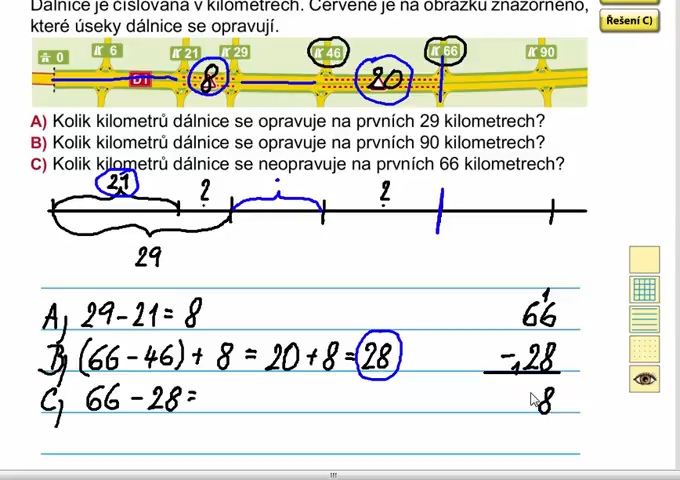 Dálnice je číslována v kilometrech. Červeně je na obrázku znázorněno,
které úseky dálnice se opravují.
Řešení C)
0 6 21 29 46 66 90
8 20
A) Kolik kilometrů dálnice se opravuje na prvních 29 kilometrech?
B) Kolik kilometrů dálnice se opravuje na prvních 90 kilometrech?
C) Kolik kilometrů dálnice se neopravuje na prvních 66 kilometrech?
21 ? ?
29
A) 29-21= 8
B) (66-46)+ 8 = 20+8=28
C) 66-28=
1
66
-128
8